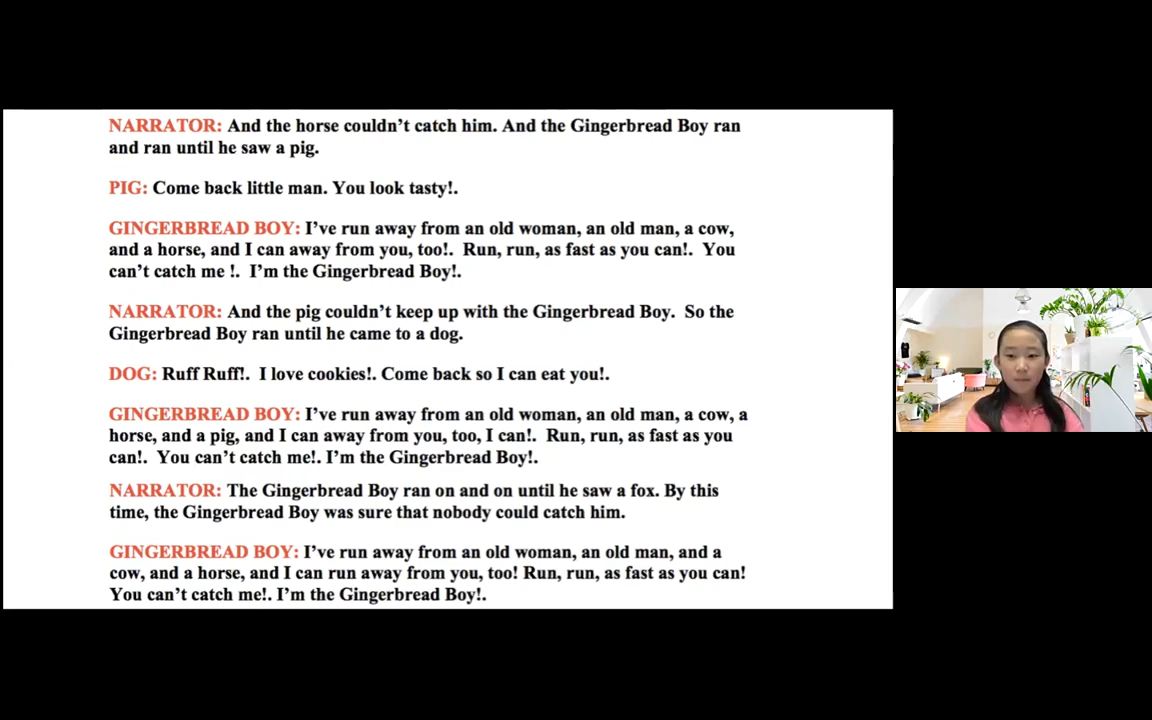 NARRATOR: And the horse couldn’t catch him. And the Gingerbread Boy ran
and ran until he saw a pig.
PIG: Come back little man. You look tasty!.
GINGERBREAD BOY: I’ve run away from an old woman, an old man, a cow,
and a horse, and I can away from you, too!.  Run, run, as fast as you can!.  You
can’t catch me !.  I’m the Gingerbread Boy!.
NARRATOR: And the pig couldn’t keep up with the Gingerbread Boy.  So the
Gingerbread Boy ran until he came to a dog.
DOG: Ruff Ruff!.  I love cookies!. Come back so I can eat you!.
GINGERBREAD BOY: I’ve run away from an old woman, an old man, a cow, a
horse, and a pig, and I can away from you, too, I can!.  Run, run, as fast as you
can!.  You can’t catch me!. I’m the Gingerbread Boy!.
NARRATOR: The Gingerbread Boy ran on and on until he saw a fox. By this
time, the Gingerbread Boy was sure that nobody could catch him.
GINGERBREAD BOY: I’ve run away from an old woman, an old man, and a
cow, and a horse, and I can run away from you, too! Run, run, as fast as you can!
You can’t catch me!. I’m the Gingerbread Boy!.